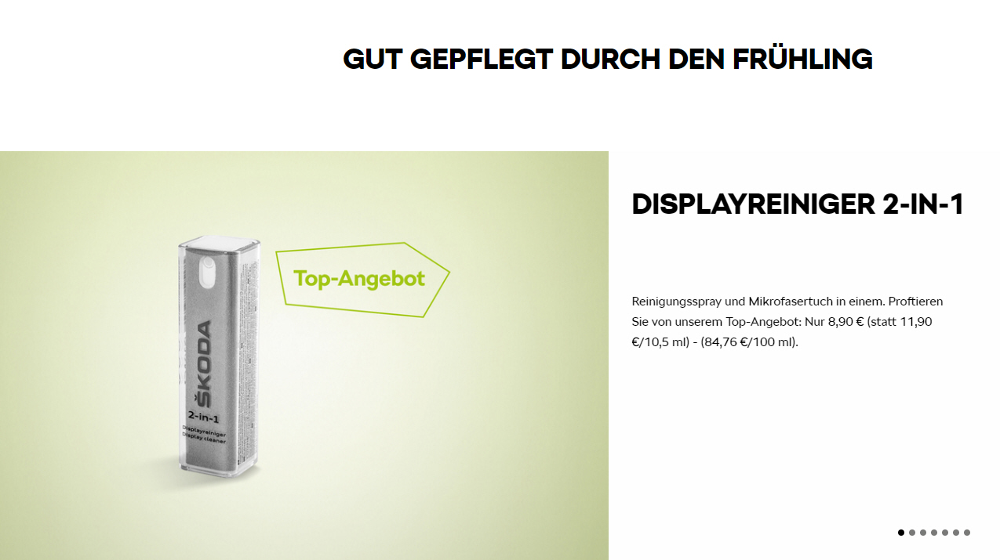 GUT GEPFLEGT DURCH DEN FRÜHLING
DISPLAYREINIGER 2-IN-1
Top-Angebot
ŠKODA
2-in-1
Displayreiniger
Display cleaner
Reinigungsspray und Mikrofasertuch in einem. Proftieren
Sie von unserem Top-Angebot: Nur 8,90 € (statt 11,90
€/10,5 ml) - (84,76 €/100 ml).